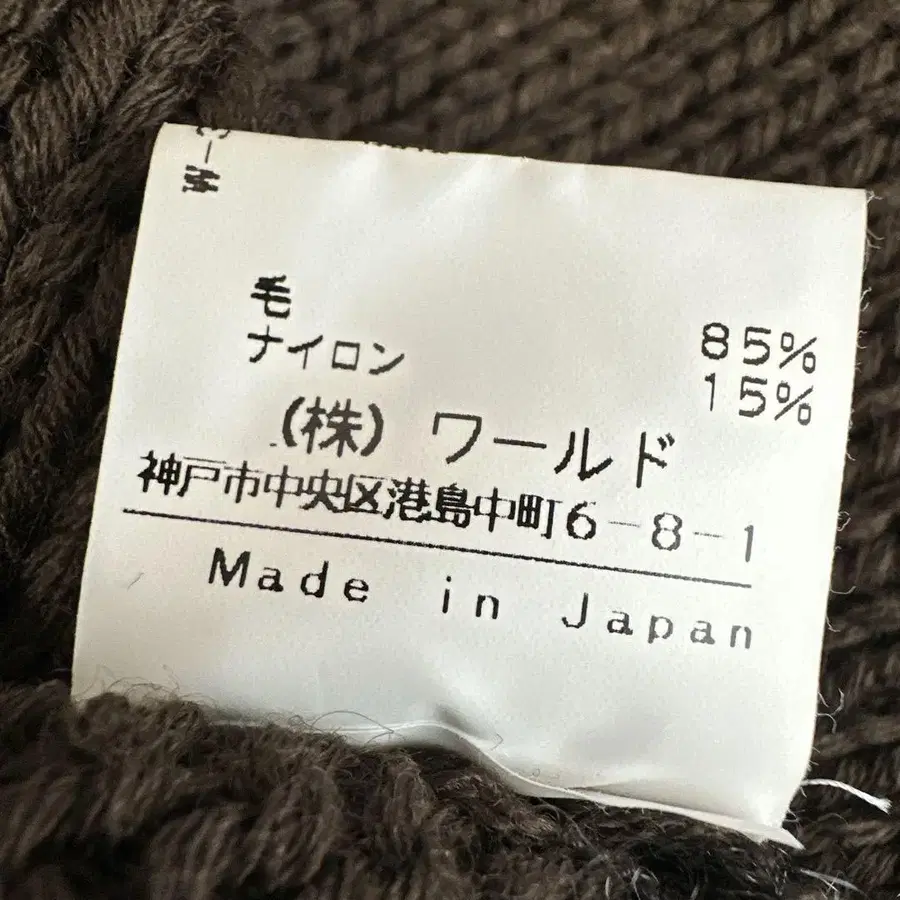 毛 85%
ナイロン 15%
(株) ワールド
神戸市中央区港島中町6-8-1
Made in Japan